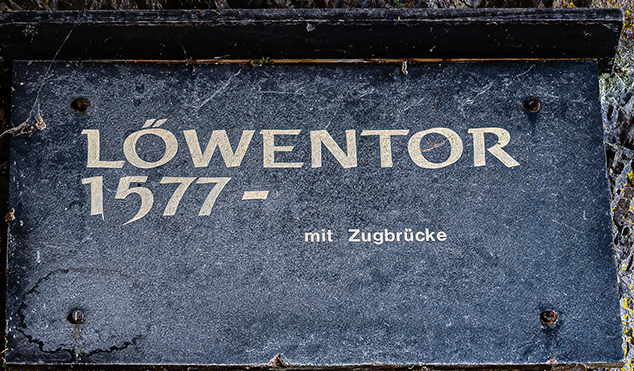 LÖWENTOR
1577-
mit Zugbrücke